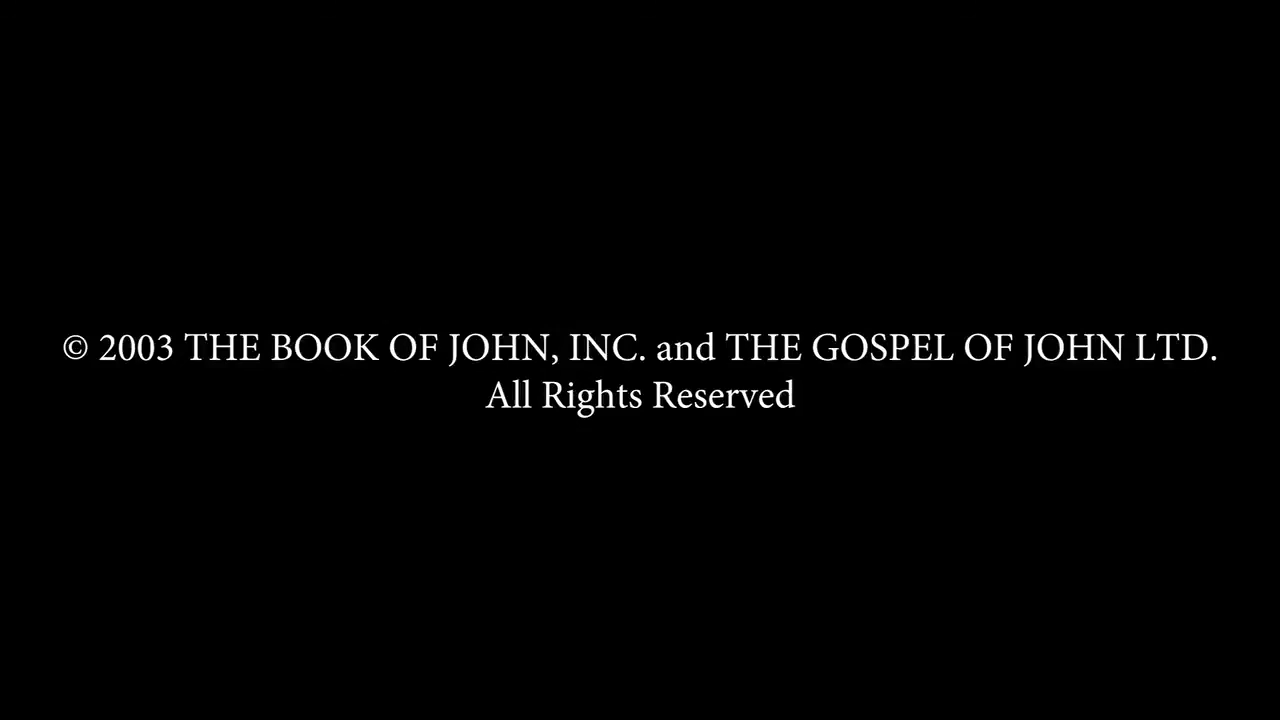 © 2003 THE BOOK OF JOHN, INC. and THE GOSPEL OF JOHN LTD.
All Rights Reserved